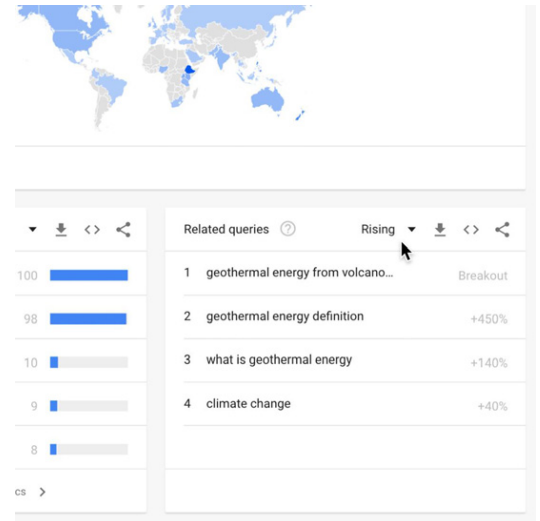 Related queries
Rising
100
98
10
9
8
cs
1 geothermal energy from volcano... Breakout
2 geothermal energy definition +450%
3 what is geothermal energy +140%
4 climate change +40%